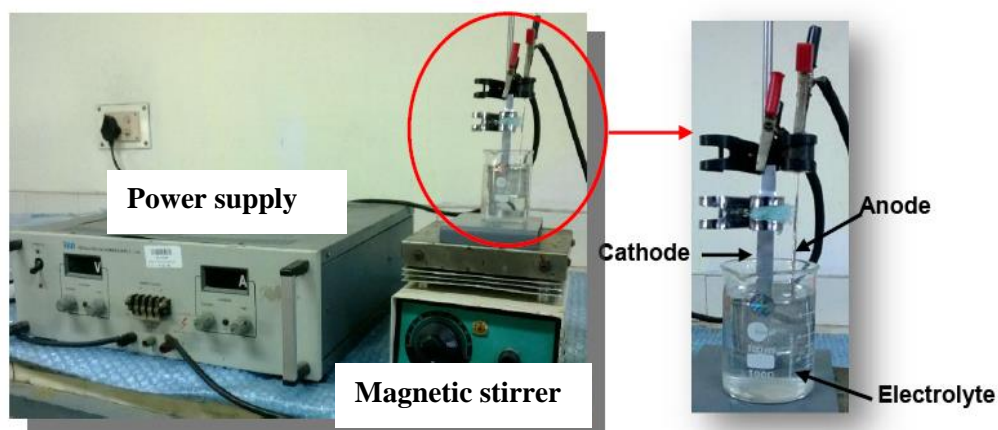 Power supply
Magnetic stirrer
Cathode
Anode
Electrolyte
V
A